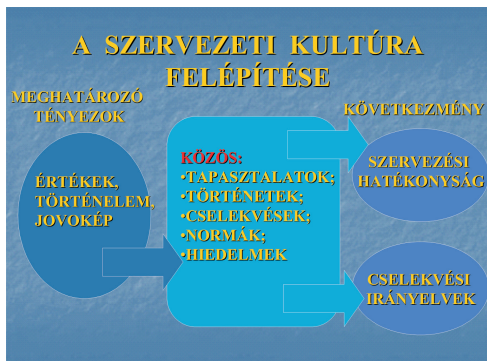 A SZERVEZETI KULTÚRA
FELÉPÍTÉSE
MEGHATÁROZÓ
TÉNYEZOK
ÉRTÉKEK,
TÖRTÉNELEM,
JOVOKÉP
KÖZÖS:
•TAPASZTALATOK;
•TÖRTÉNETEK;
•CSELEKVÉSEK;
•NORMÁK;
•HIEDELMEK
KÖVETKEZMÉNY
SZERVEZÉSI
HATÉKONYSÁG
CSELEKVÉSI
IRÁNYELVEK